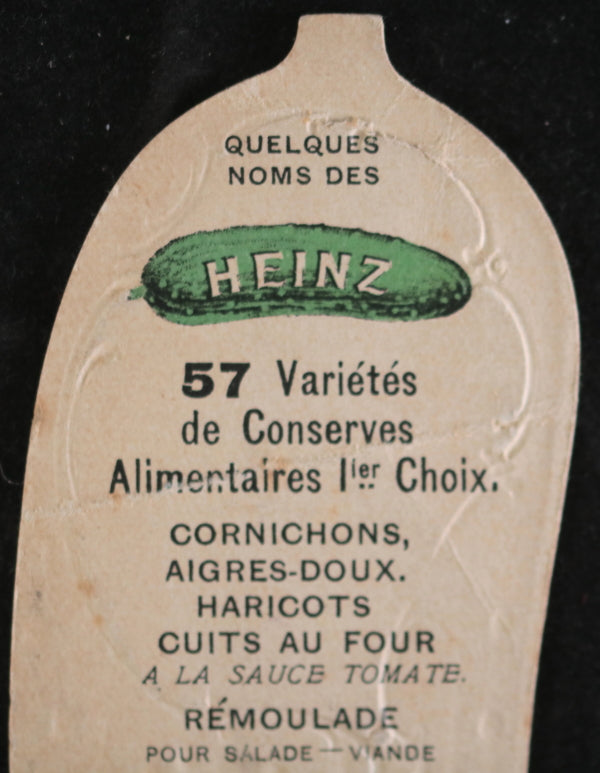 QUELQUES
NOMS DES
HEINZ
57 Variétés
de Conserves
Alimentaires Iier Choix.
CORNICHONS,
AIGRES-DOUX.
HARICOTS
CUITS AU FOUR
A LA SAUCE TOMATE.
RÉMOULADE
POUR SALADE — VIANDE